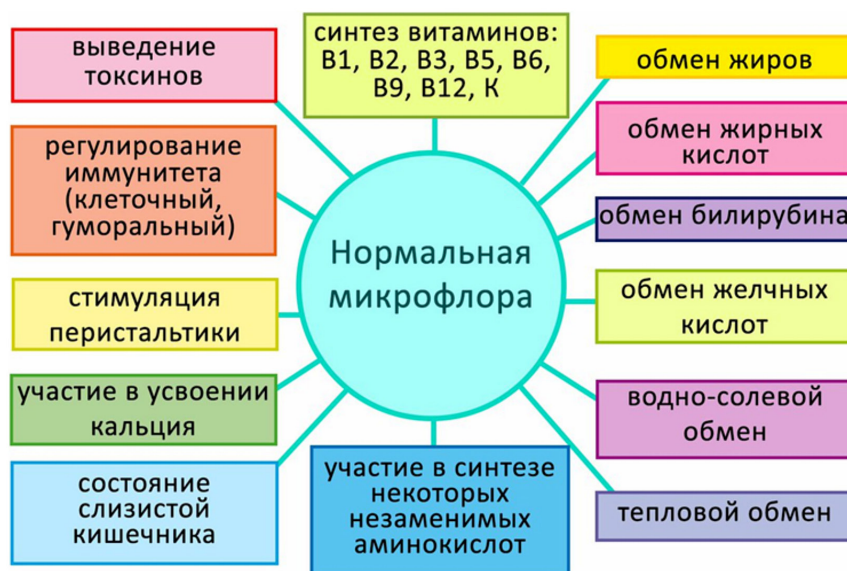 выведение
токсинов
регулирование
иммунитета
(клеточный,
гуморальный)
стимуляция
перистальтики
участие в усвоении
кальция
состояние
слизистой
кишечника
синтез витаминов:
В1, В2, В3, В5, В6,
В9, В12, К
Нормальная
микрофлора
участие в синтезе
некоторых
незаменимых
аминокислот
обмен жиров
обмен жирных
кислот
обмен билирубина
обмен желчных
кислот
водно-солевой
обмен
тепловой обмен